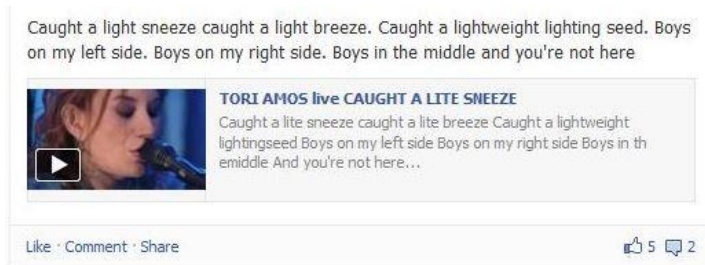 Caught a light sneeze caught a light breeze. Caught a lightweight lighting seed. Boys
on my left side. Boys on my right side. Boys in the middle and you're not here
TORI AMOS live CAUGHT A LITE SNEEZE
Caught a lite sneeze caught a lite breeze Caught a lightweight
lightingseed Boys on my left side Boys on my right side Boys in th
emiddle And you're not here...
Like · Comment · Share 5 2